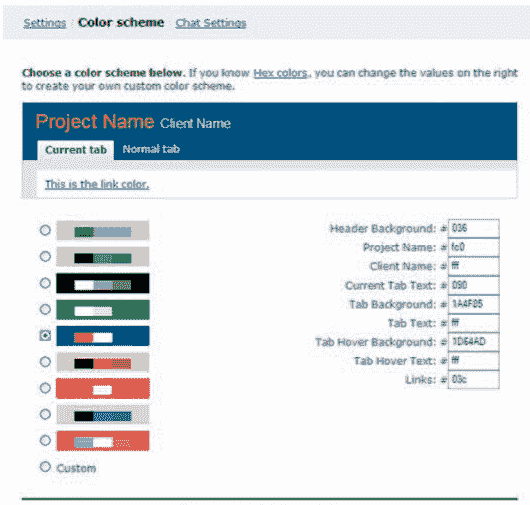 Settings Color scheme Chat Settings
Choose a color scheme below. If you know Hex colors, you can change the values on the right
to create your own custom color scheme.
Project Name Client Name
Current tab Normal tab
This is the link color.
Header Background: # 036
Project Name: # fc0
Client Name: # fff
Current Tab Text: # 090
Tab Background: # 1A4F85
Tab Text: # fff
Tab Hover Background: # 1D64AD
Tab Hover Text: # fff
Links: # 03c
Custom